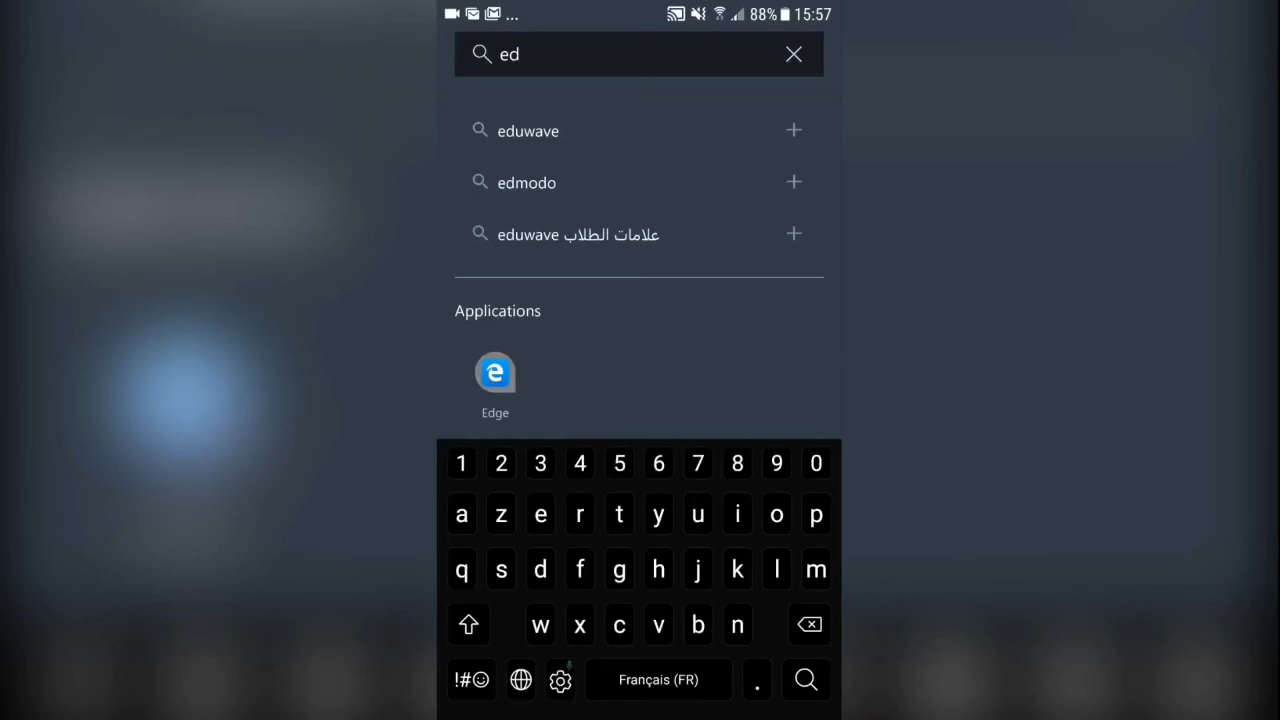 ... 88% 15:57
ed
eduwave
edmodo
eduwave علامات الطلاب
Applications
Edge
1 2 3 4 5 6 7 8 9 0
a z e r t y u i o p
q s d f g h j k l m
w x c v b n
!#☺ Français (FR) .